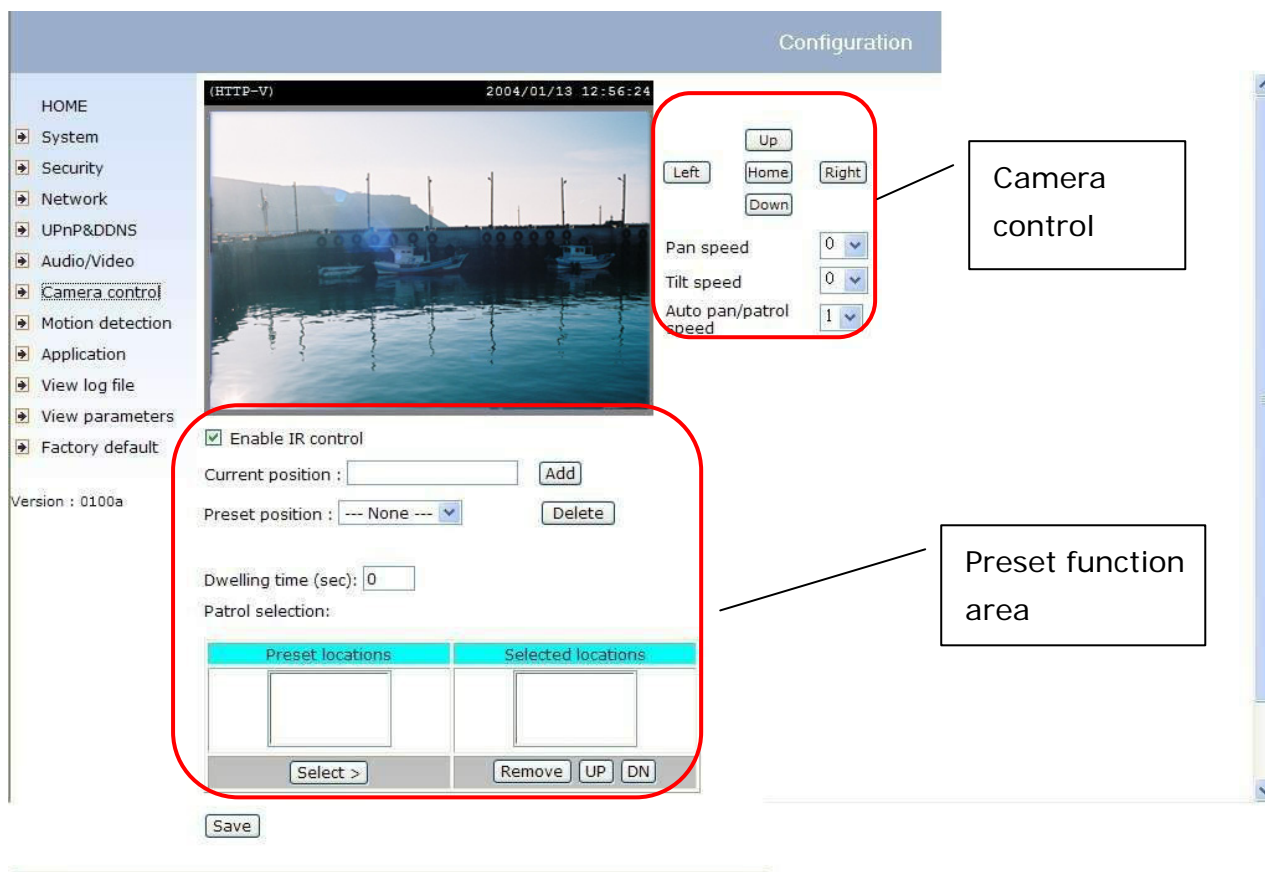 Configuration
(HTTP-V) 2004/01/13 12:56:24
HOME
System
Security
Network
UPnP&DDNS
Audio/Video
Camera control
Motion detection
Application
View log file
View parameters
Factory default
Version : 0100a
Up
Left Home Right
Down
Pan speed 0
Tilt speed 0
Auto pan/patrol
speed 1
Camera
control
Enable IR control
Current position : Add
Preset position : --- None --- Delete
Dwelling time (sec): 0
Patrol selection:
Preset locations Selected locations
Select > Remove UP DN
Save
Preset function
area